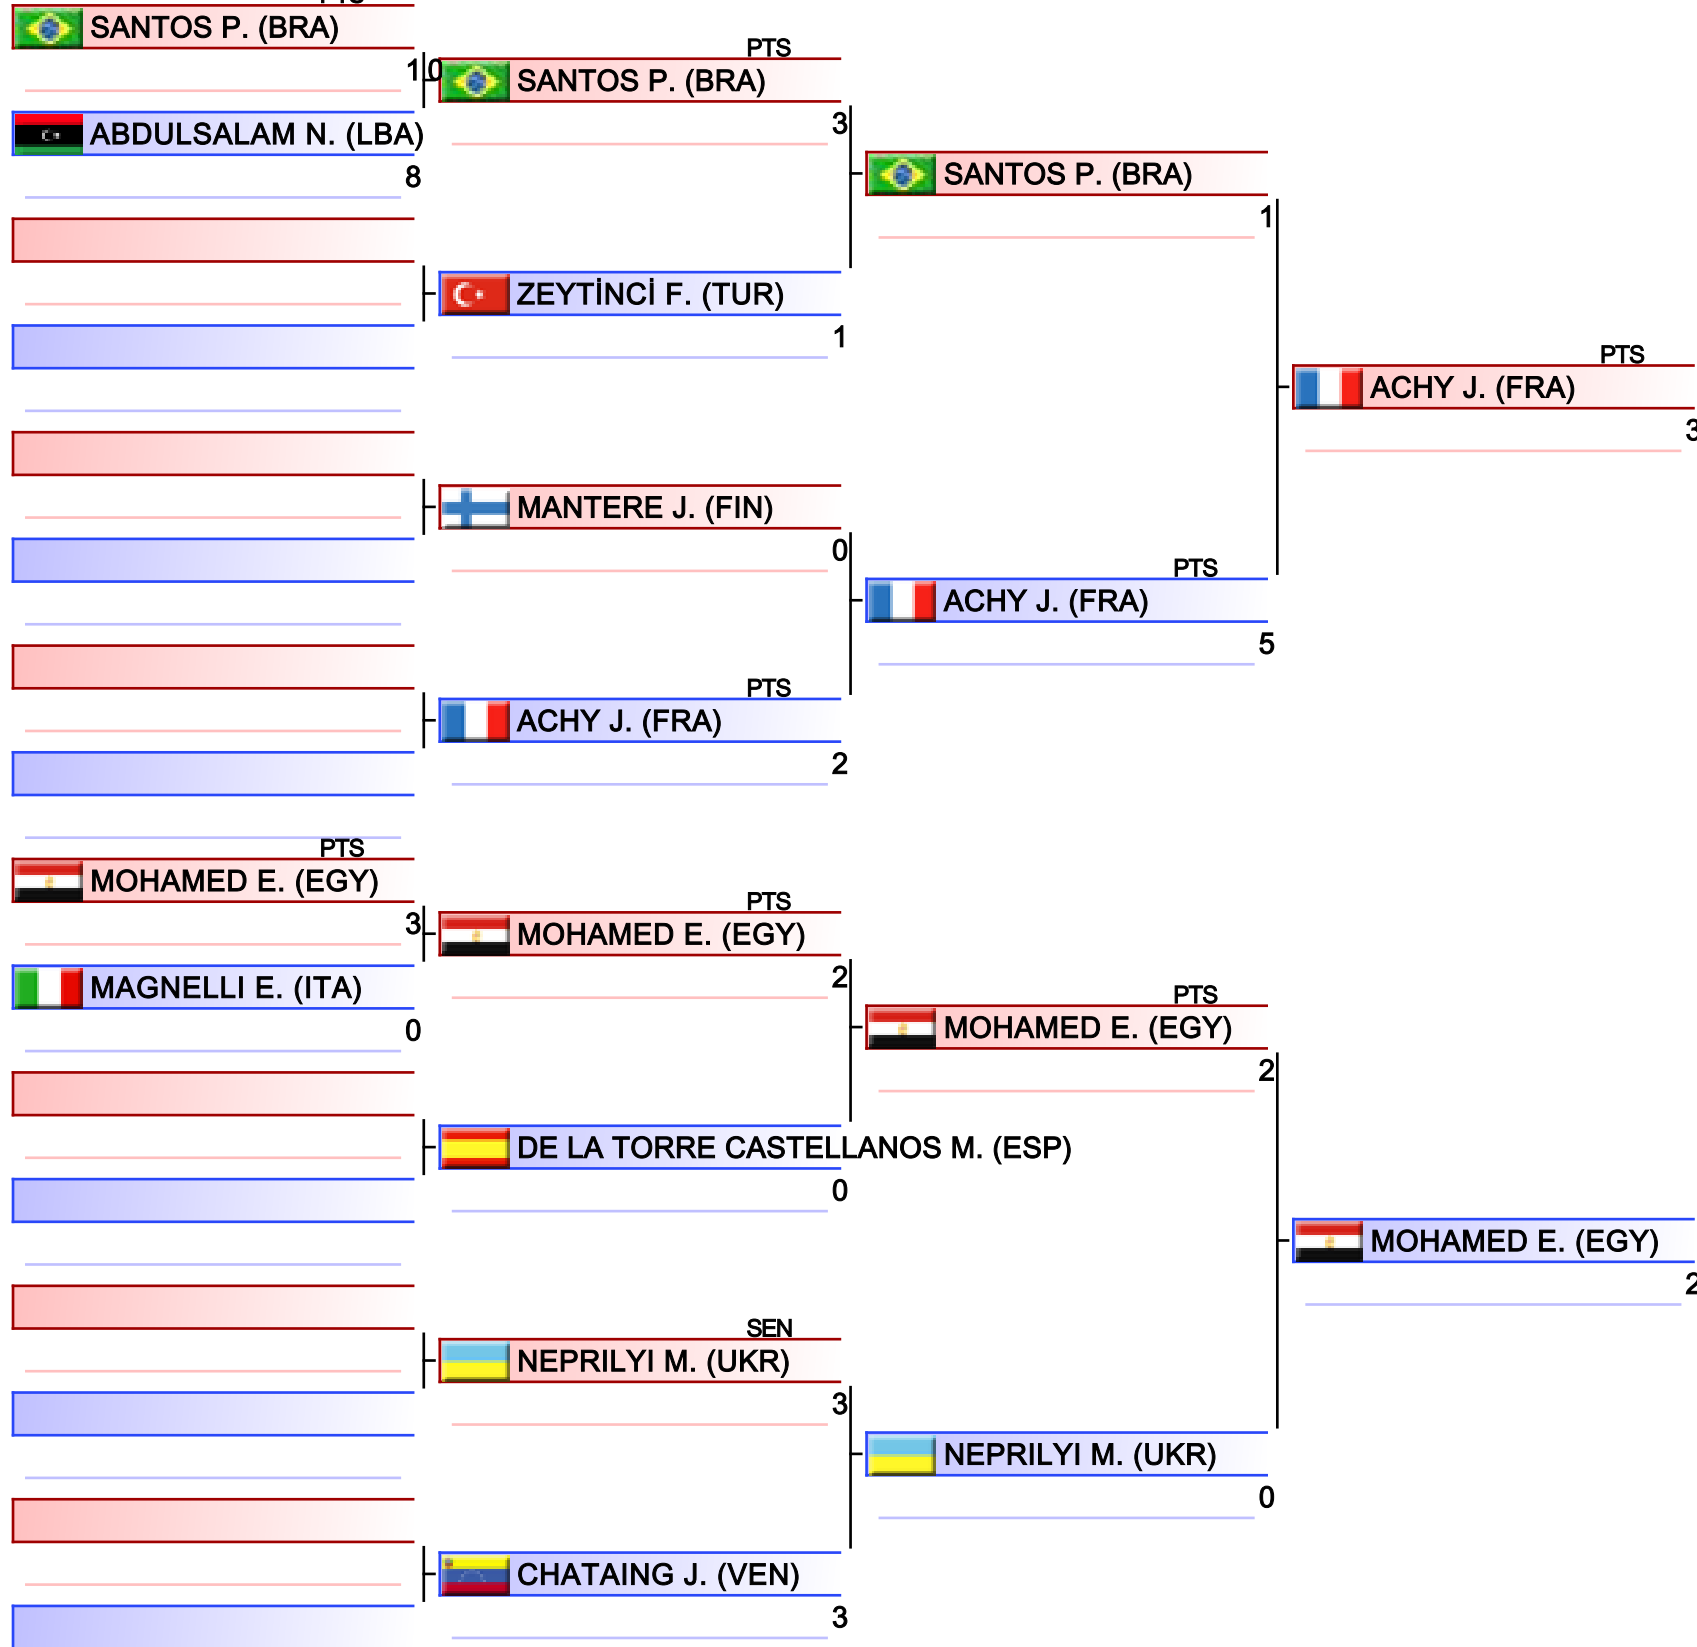 PTS
SANTOS P. (BRA)
10
ABDULSALAM N. (LBA)
8
PTS
SANTOS P. (BRA)
3
ZEYTİNCİ F. (TUR)
1
MANTERE J. (FIN)
0
PTS
ACHY J. (FRA)
2
SANTOS P. (BRA)
1
PTS
ACHY J. (FRA)
5
PTS
ACHY J. (FRA)
3
PTS
MOHAMED E. (EGY)
3
MAGNELLI E. (ITA)
0
PTS
MOHAMED E. (EGY)
2
DE LA TORRE CASTELLANOS M. (ESP)
0
SEN
NEPRILYI M. (UKR)
3
CHATAING J. (VEN)
3
PTS
MOHAMED E. (EGY)
2
NEPRILYI M. (UKR)
0
MOHAMED E. (EGY)
2